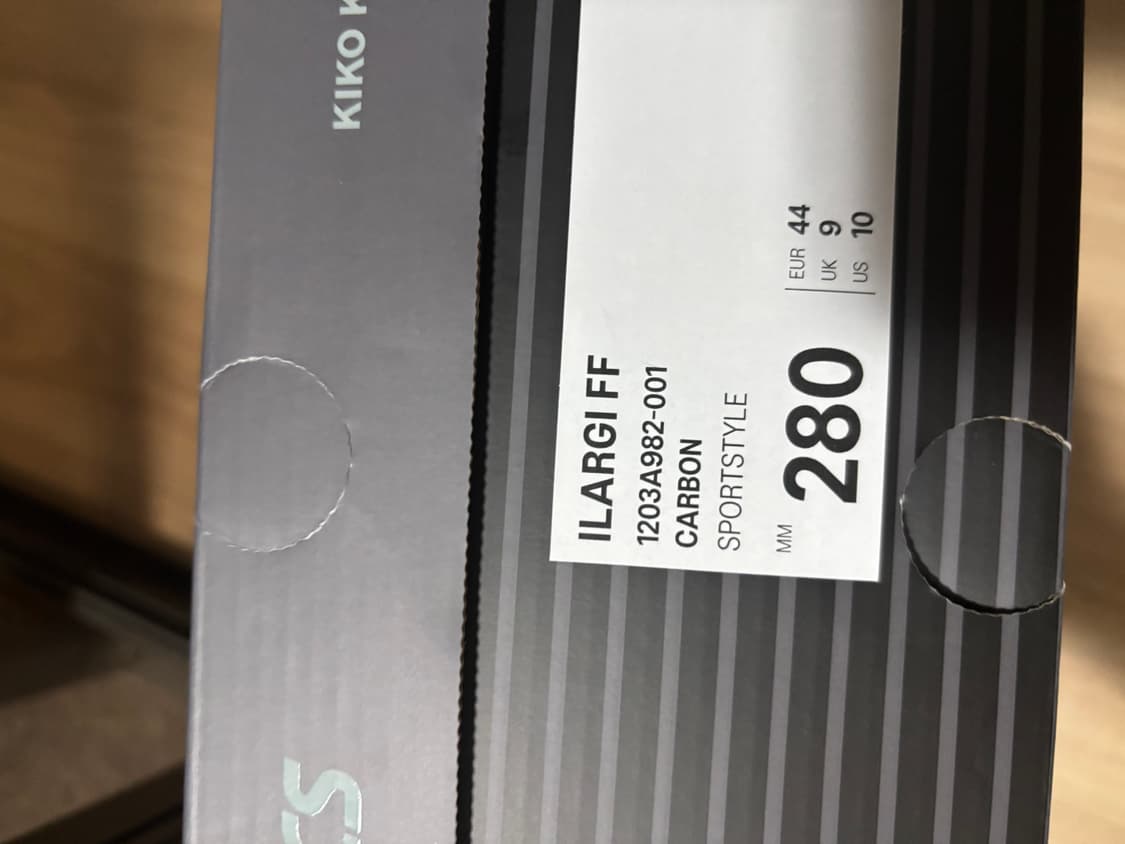 KIKO
ILARGI FF
1203A982-001
CARBON
SPORTSTYLE
MM 280
EUR 44
UK 9
US 10